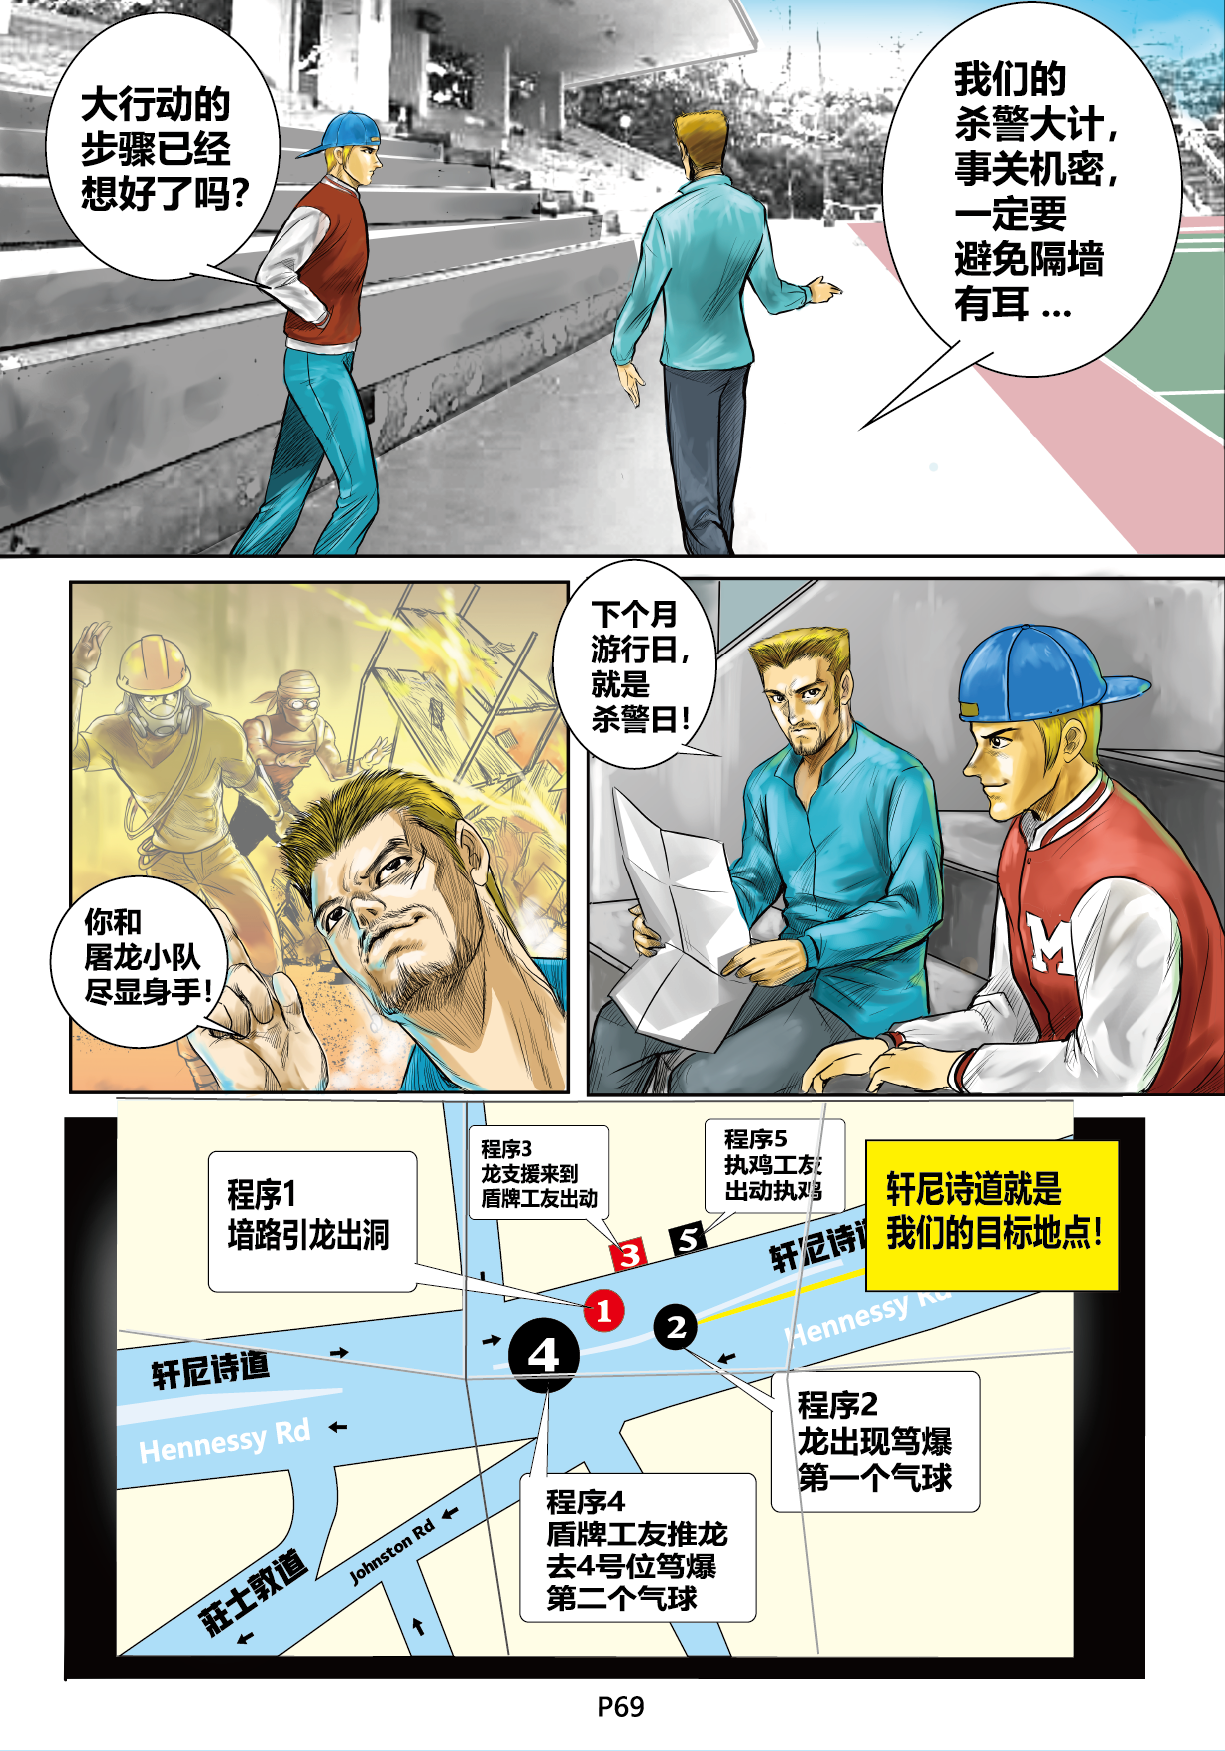 大行动的
步骤已经
想好了吗？
我们的
杀警大计，
事关机密，
一定要
避免隔墙
有耳 ...
你和
屠龙小队
尽显身手！
下个月
游行日，
就是
杀警日！
M
程序1
堷路引龙出洞
程序3
龙支援来到
盾牌工友出动
程序5
执鸡工友
出动执鸡
轩尼诗道就是
我们的目标地点！
3
5
1
2
4
轩尼诗道
Hennessy Rd
轩尼诗道
Hennessy Rd
程序2
龙出现笃爆
第一个气球
程序4
盾牌工友推龙
去4号位笃爆
第二个气球
Johnston Rd
莊士敦道
P69